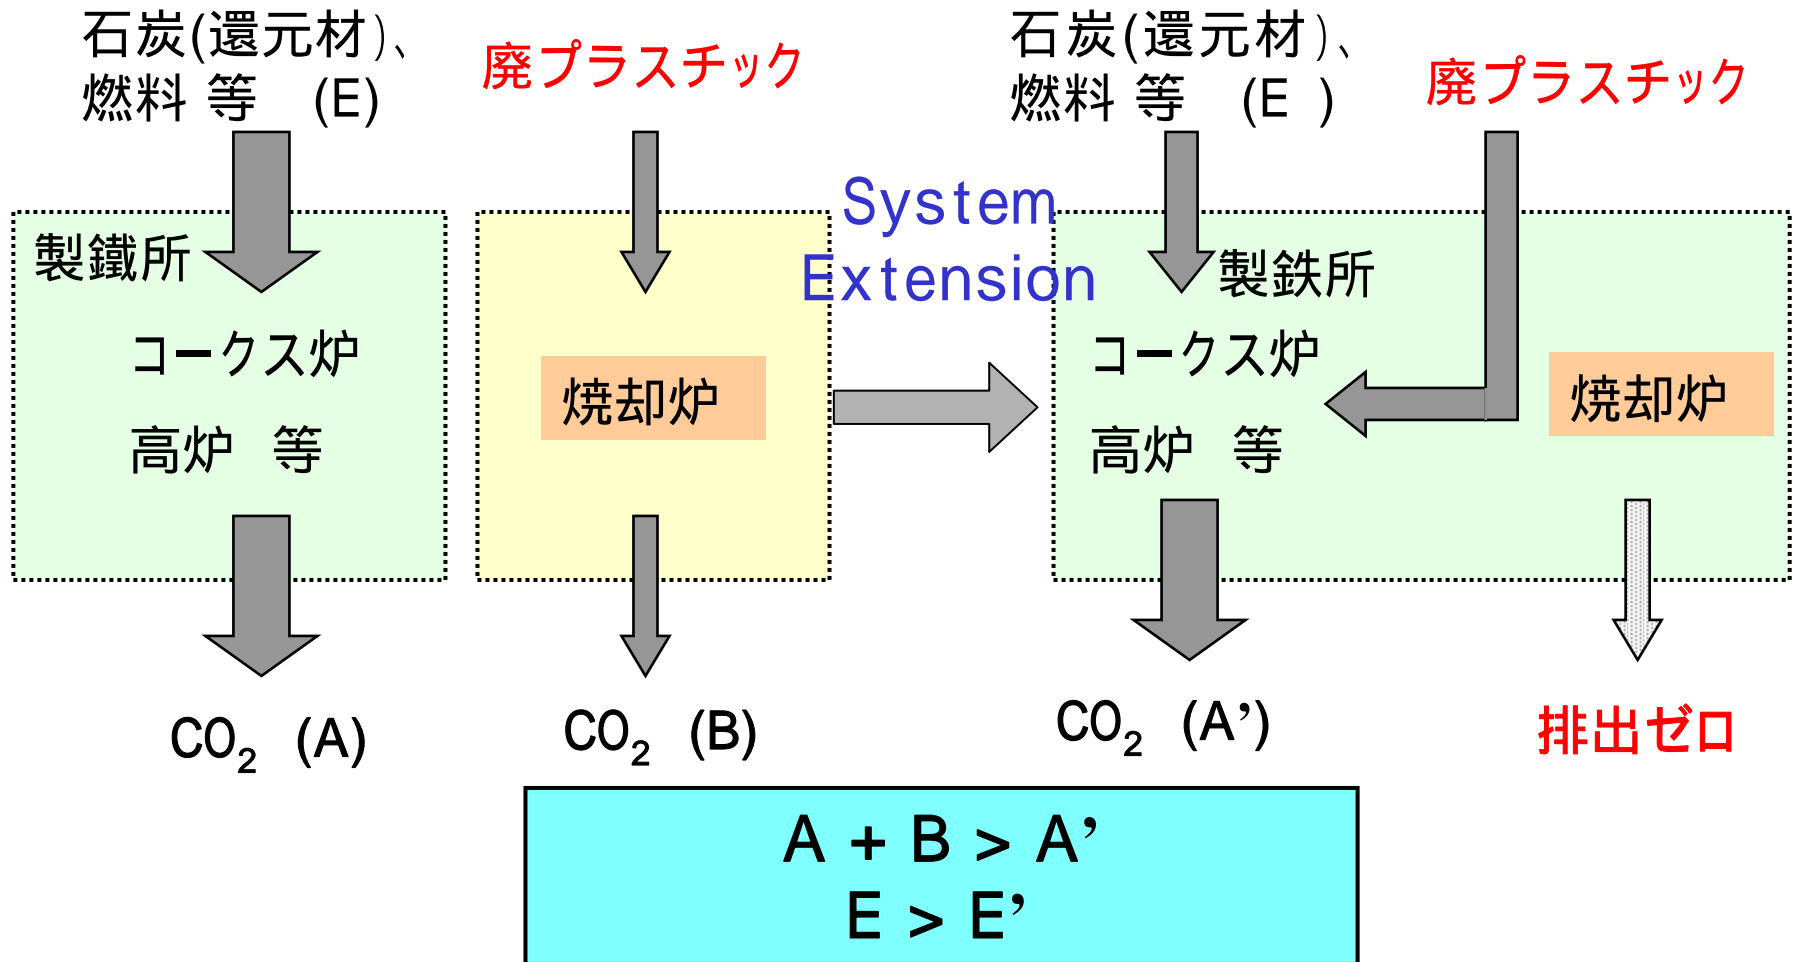 石炭(還元材)、
燃料 等 (E)
廃プラスチック
製鐵所
コークス炉
高炉 等
CO₂ (A)
焼却炉
CO₂ (B)
System
Extension
石炭(還元材)、
燃料 等 (E )
廃プラスチック
製鉄所
コークス炉
高炉 等
焼却炉
CO₂ (A’)
排出ゼロ
A + B > A’
E > E’